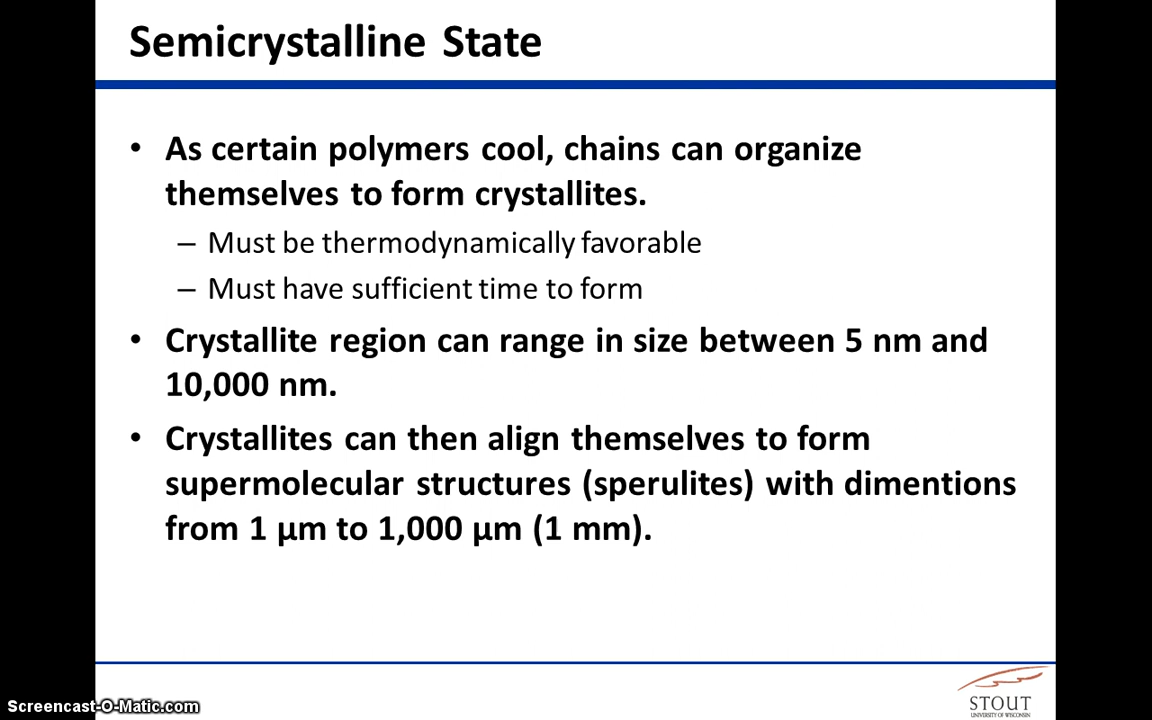 Semicrystalline State
• As certain polymers cool, chains can organize
themselves to form crystallites.
– Must be thermodynamically favorable
– Must have sufficient time to form
• Crystallite region can range in size between 5 nm and
10,000 nm.
• Crystallites can then align themselves to form
supermolecular structures (sperulites) with dimentions
from 1 µm to 1,000 µm (1 mm).
STOUT
UNIVERSITY OF WISCONSIN
Screencast-O-Matic.com